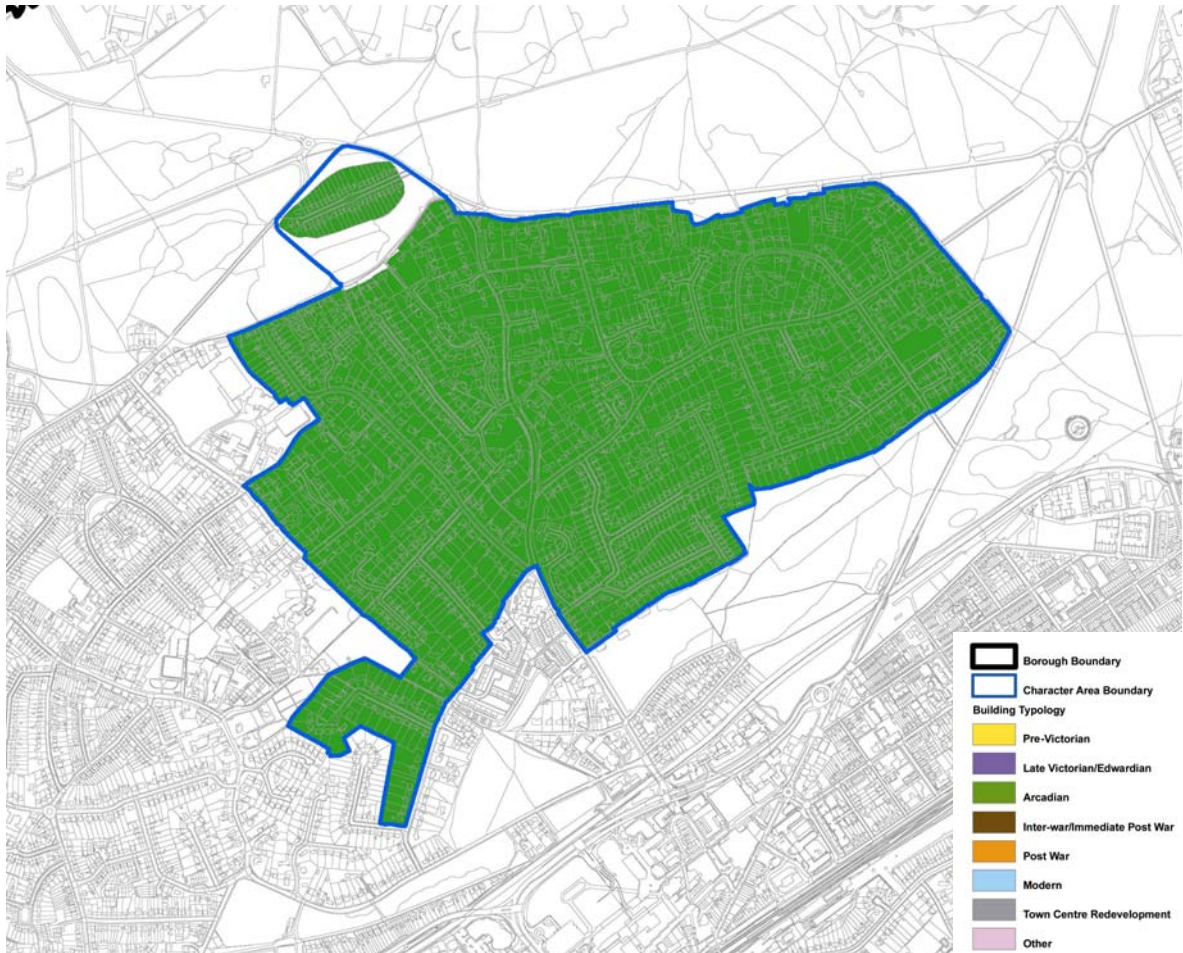 Borough Boundary
Character Area Boundary
Building Typology
Pre-Victorian
Late Victorian/Edwardian
Arcadian
Inter-war/Immediate Post War
Post War
Modern
Town Centre Redevelopment
Other